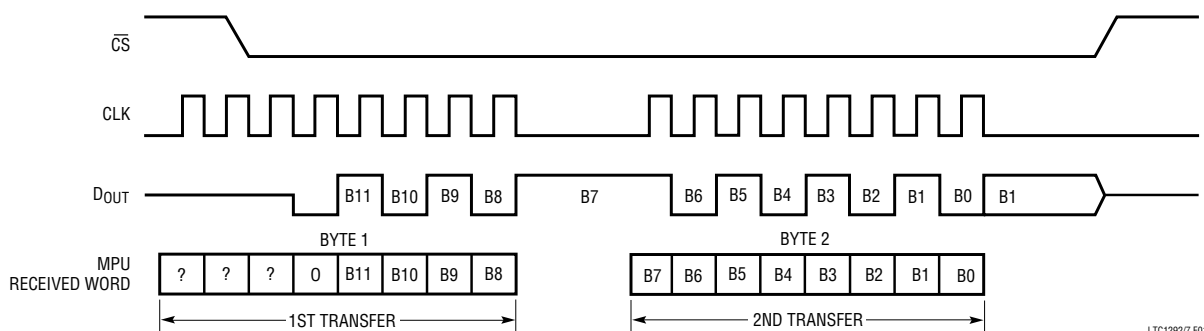 CS
CLK
DOUT
B11 B10 B9 B8 B7 B6 B5 B4 B3 B2 B1 B0 B1
BYTE 1 BYTE 2
MPU
RECEIVED WORD
? ? ? 0 B11 B10 B9 B8 B7 B6 B5 B4 B3 B2 B1 B0
1ST TRANSFER 2ND TRANSFER